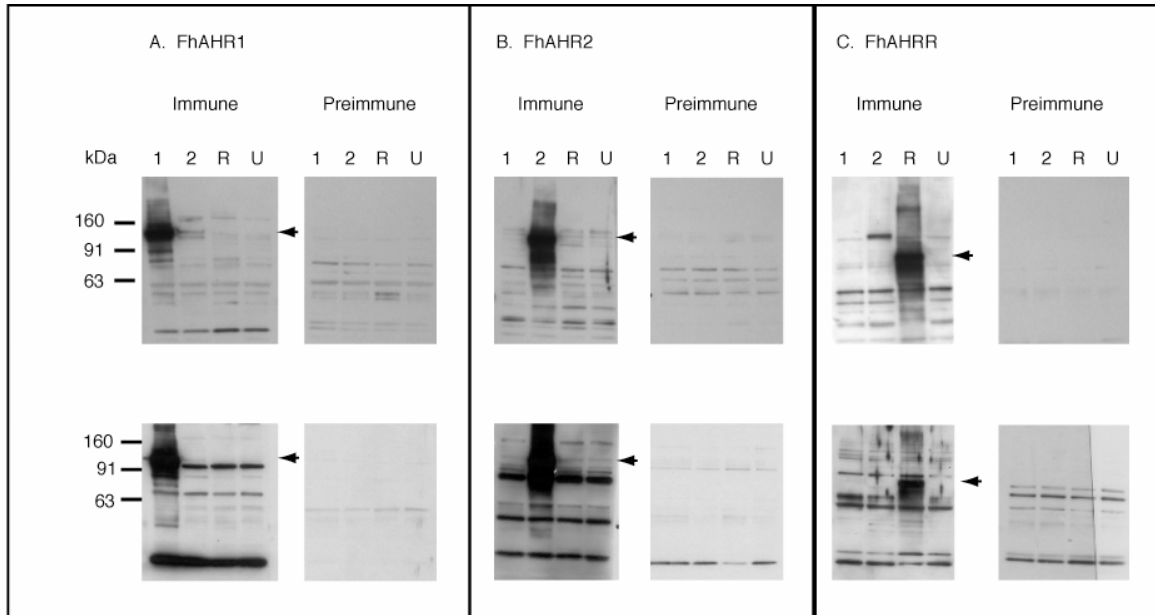 A. FhAHR1
B. FhAHR2
C. FhAHRR
Immune
Preimmune
Immune
Preimmune
Immune
Preimmune
kDa
1 2 R U
1 2 R U
1 2 R U
1 2 R U
1 2 R U
1 2 R U
160
91
63
160
91
63